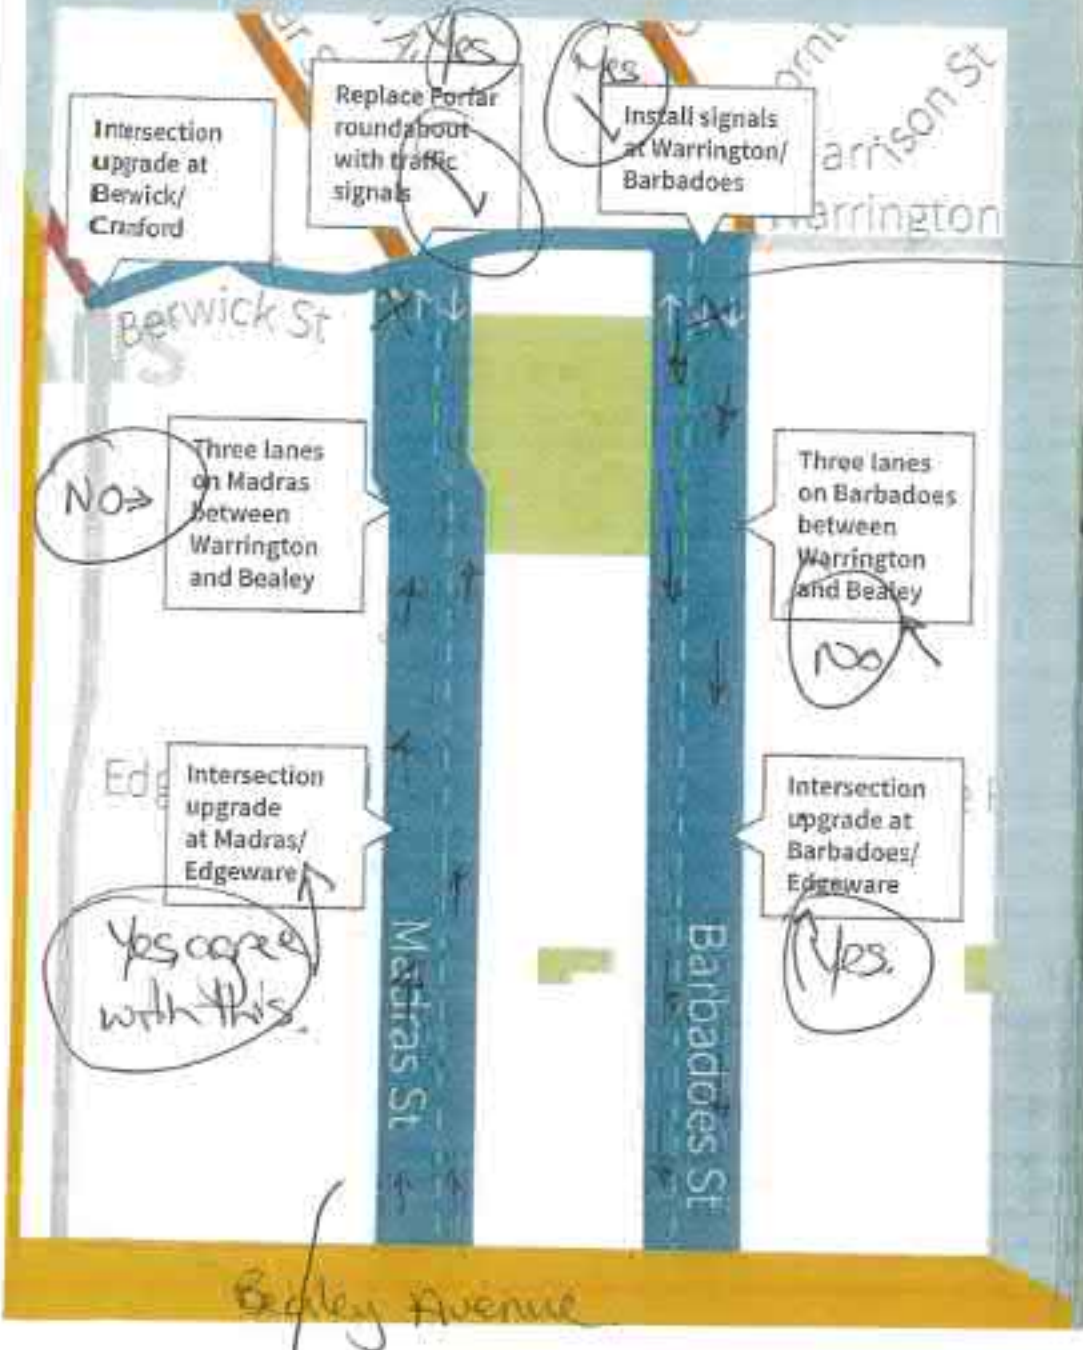 Yes
Yes
Intersection
upgrade at
Berwick/
Cranford
Replace Forfar
roundabout
with traffic
signals
Install signals
at Warrington/
Barbadoes
arrison St
Warrington
Berwick St
NO
Three lanes
on Madras
between
Warrington
and Bealey
Three lanes
on Barbadoes
between
Warrington
and Bealey
No
Edg
Intersection
upgrade
at Madras/
Edgeware
Intersection
upgrade at
Barbadoes/
Edgeware
Yes agree
with this.
Yes.
Madras St
Barbadoes St
Bealey Avenue